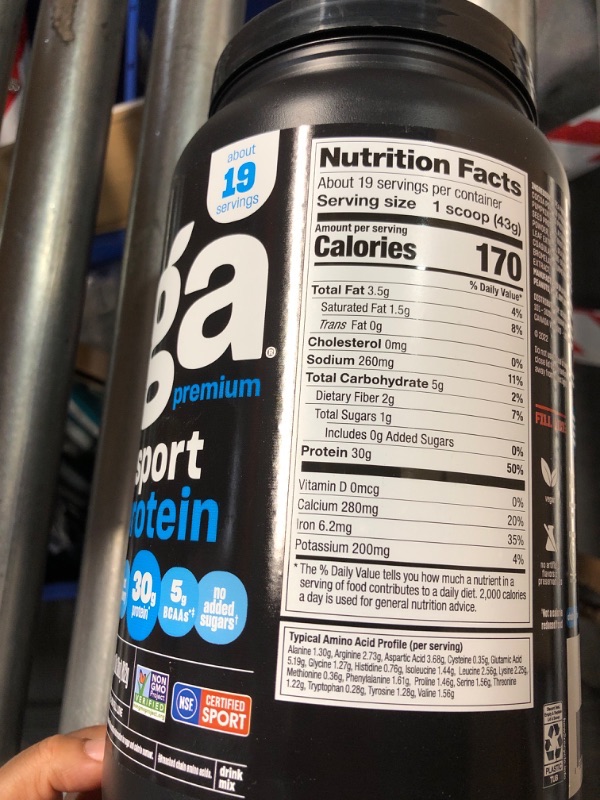 about
19
servings
ga®
premium
sport
protein
30g
protein
5g
BCAAs*‡
no
added
sugars†
NON
GMO
Project
VERIFIED
NSF
CERTIFIED
SPORT
drink
mix
Nutrition Facts
About 19 servings per container
Serving size 1 scoop (43g)
Amount per serving
Calories 170
% Daily Value*
Total Fat 3.5g 4%
Saturated Fat 1.5g 8%
Trans Fat 0g
Cholesterol 0mg 0%
Sodium 260mg 11%
Total Carbohydrate 5g 2%
Dietary Fiber 2g 7%
Total Sugars 1g
Includes 0g Added Sugars 0%
Protein 30g 50%
Vitamin D 0mcg 0%
Calcium 280mg 20%
Iron 6.2mg 35%
Potassium 200mg 4%
* The % Daily Value tells you how much a nutrient in a
serving of food contributes to a daily diet. 2,000 calories
a day is used for general nutrition advice.
Typical Amino Acid Profile (per serving)
Alanine 1.30g, Arginine 2.73g, Aspartic Acid 3.68g, Cysteine 0.35g, Glutamic Acid
5.19g, Glycine 1.27g, Histidine 0.76g, Isoleucine 1.44g, Leucine 2.58g, Lysine 2.25g,
Methionine 0.36g, Phenylalanine 1.61g, Proline 1.46g, Serine 1.56g, Threonine
1.22g, Tryptophan 0.28g, Tyrosine 1.28g, Valine 1.56g
FILL
PLASTIC
TUB